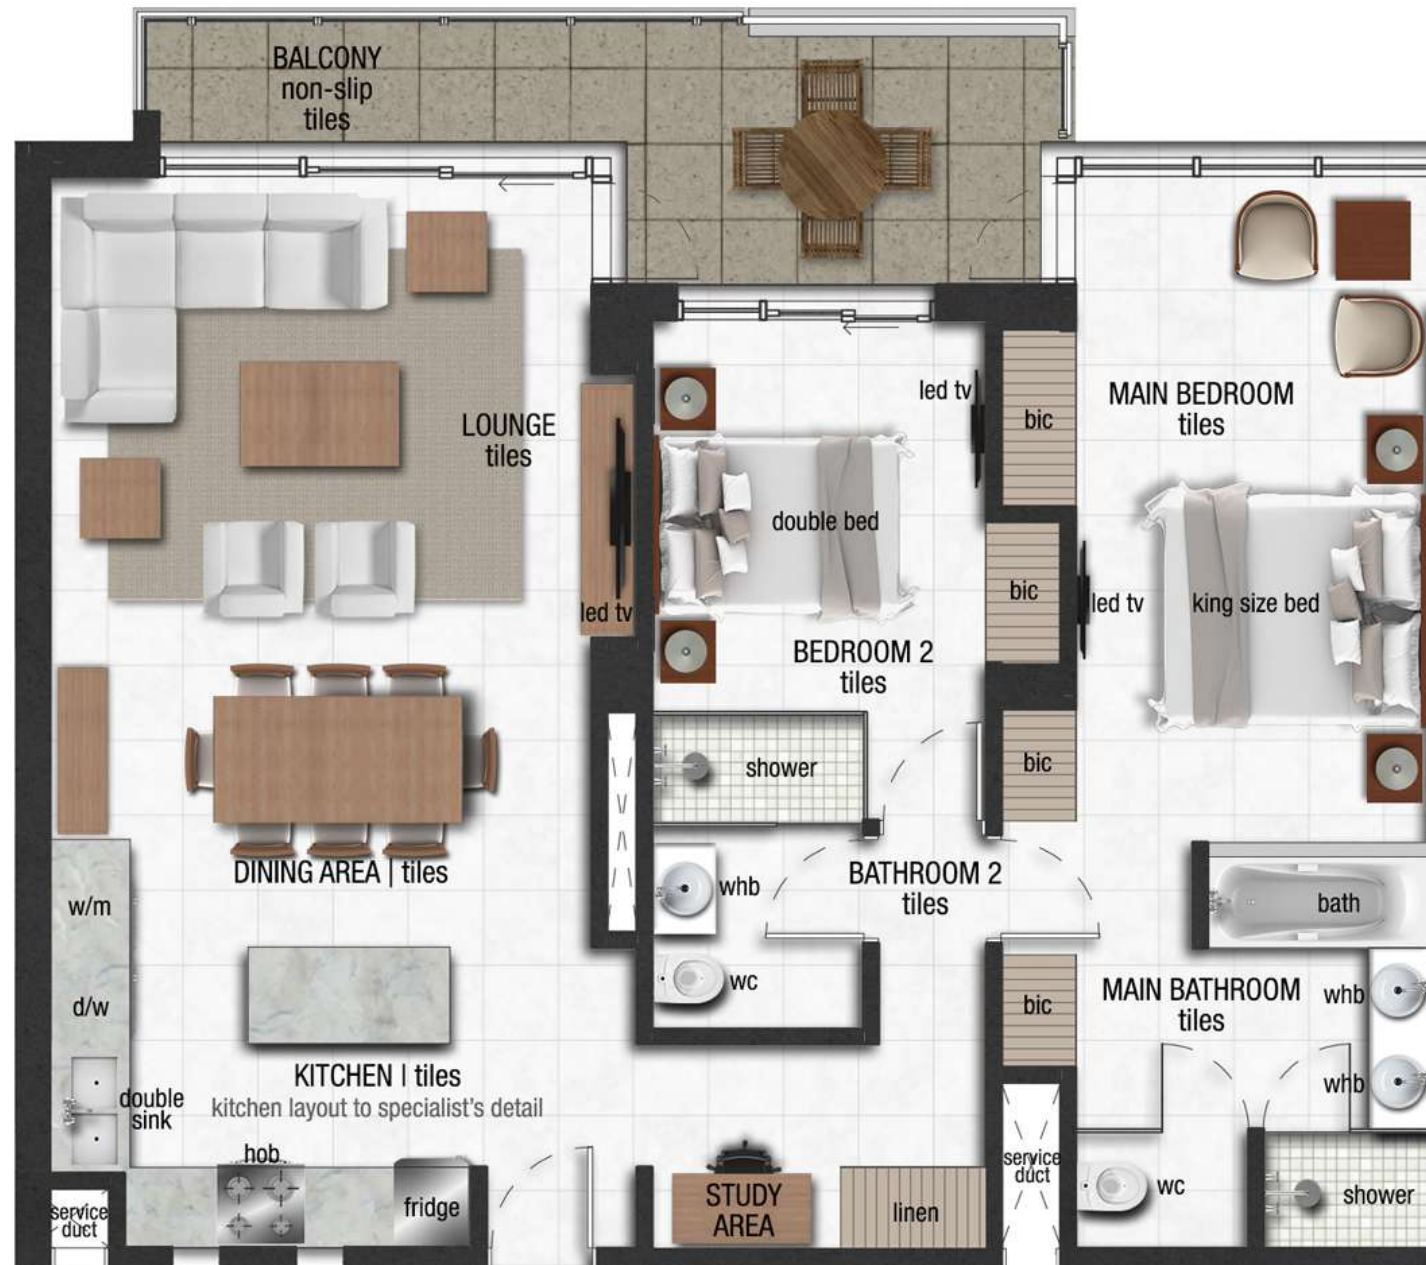 BALCONY
non-slip
tiles
LOUNGE
tiles
led tv
led tv
bic
MAIN BEDROOM
tiles
double bed
bic
led tv
king size bed
BEDROOM 2
tiles
shower
bic
DINING AREA | tiles
whb
BATHROOM 2
tiles
bath
w/m
d/w
wc
bic
MAIN BATHROOM
tiles
whb
whb
KITCHEN | tiles
kitchen layout to specialist's detail
double
sink
hob
fridge
service
duct
STUDY
AREA
linen
service
duct
wc
shower